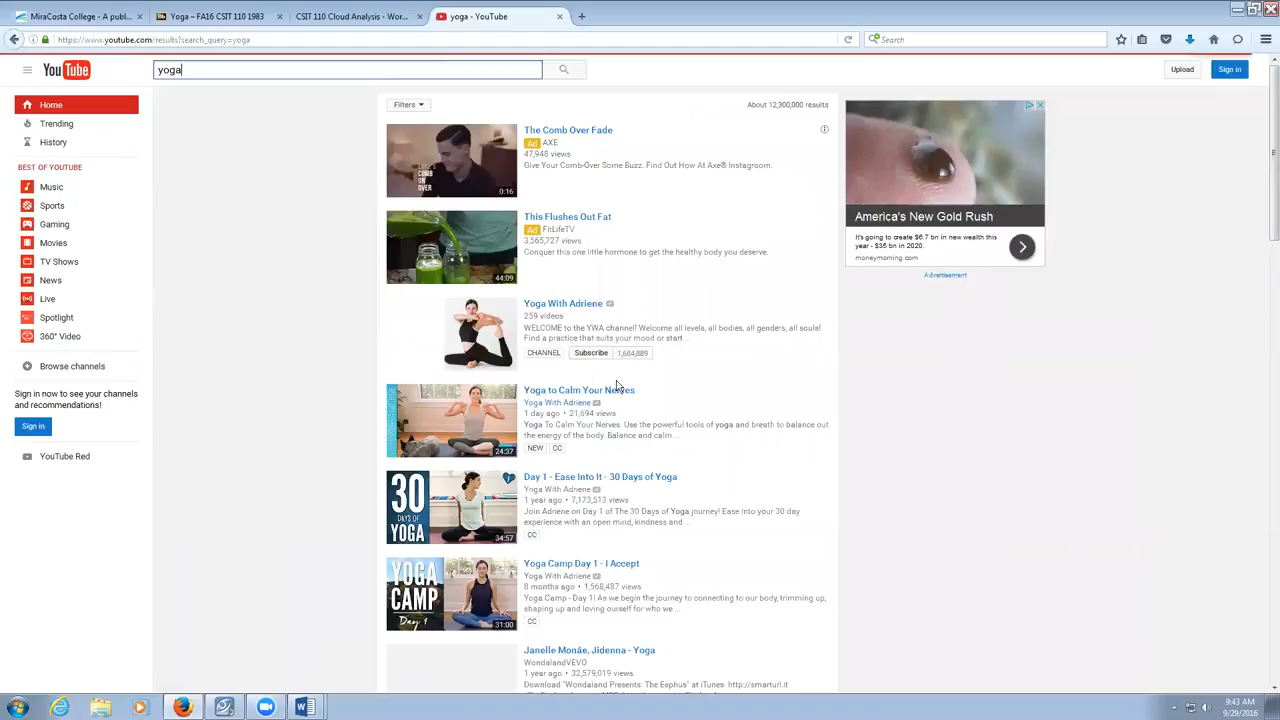 MiraCosta College - A publ...
Yoga – FA16 CSIT 110 1983
CSIT 110 Cloud Analysis - Wor...
yoga - YouTube
https://www.youtube.com/results?search_query=yoga
Search
YouTube
yoga
Upload
Sign in
Home
Trending
History
BEST OF YOUTUBE
Music
Sports
Gaming
Movies
TV Shows
News
Live
Spotlight
360° Video
Browse channels
Sign in now to see your channels
and recommendations!
Sign in
YouTube Red
Filters
About 12,300,000 results
COMB
ON
OVER
0:16
The Comb Over Fade
Ad AXE
47,948 views
Give Your Comb-Over Some Buzz. Find Out How At Axe® Instagroom.
44:09
This Flushes Out Fat
Ad FitLifeTV
3,565,727 views
Conquer this one little hormone to get the healthy body you deserve.
Yoga With Adriene
259 videos
WELCOME to the YWA channel! Welcome all levels, all bodies, all genders, all souls!
Find a practice that suits your mood or start ...
CHANNEL
Subscribe 1,684,889
24:37
Yoga to Calm Your Nerves
Yoga With Adriene
1 day ago • 21,694 views
Yoga To Calm Your Nerves. Use the powerful tools of yoga and breath to balance out
the energy of the body. Balance and calm ...
NEW CC
30
DAYS OF
YOGA
34:57
Day 1 - Ease Into It - 30 Days of Yoga
Yoga With Adriene
1 year ago • 7,173,513 views
Join Adriene on Day 1 of The 30 Days of Yoga journey! Ease into your 30 day
experience with an open mind, kindness and ...
CC
YOGA
CAMP
Day 1
31:00
Yoga Camp Day 1 - I Accept
Yoga With Adriene
8 months ago • 1,568,487 views
Yoga Camp - Day 1! As we begin the journey to connecting to our body, trimming up,
shaping up and loving ourself for who we ...
CC
Janelle Monáe, Jidenna - Yoga
WondalandVEVO
1 year ago • 32,579,019 views
Download "Wondaland Presents: The Eephus" at iTunes: http://smarturl.it
America's New Gold Rush
It's going to create $6.7 bn in new wealth this
year - $35 bn in 2020.
moneymorning.com
Advertisement
9:43 AM
9/29/2016